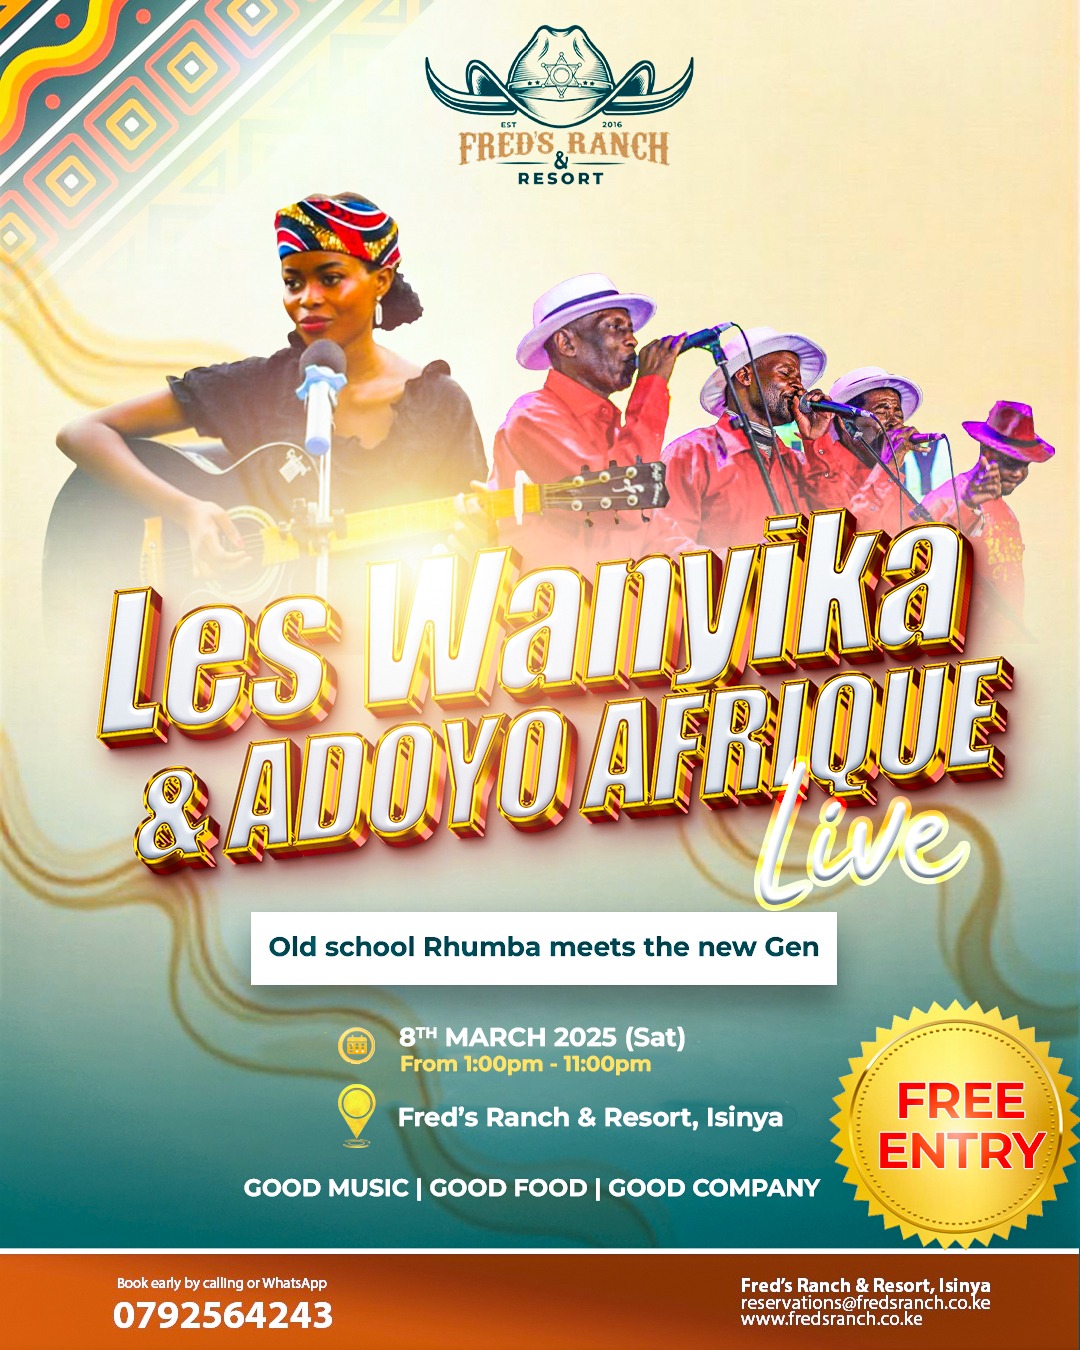 EST 2016
FRED'S RANCH
&
RESORT
Les Wanyika
& ADOYO AFRIQUE
Live
Old school Rhumba meets the new Gen
8TH MARCH 2025 (Sat)
From 1:00pm - 11:00pm
Fred's Ranch & Resort, Isinya
FREE
ENTRY
GOOD MUSIC | GOOD FOOD | GOOD COMPANY
Book early by calling or WhatsApp
0792564243
Fred's Ranch & Resort, Isinya
reservations@fredsranch.co.ke
www.fredsranch.co.ke